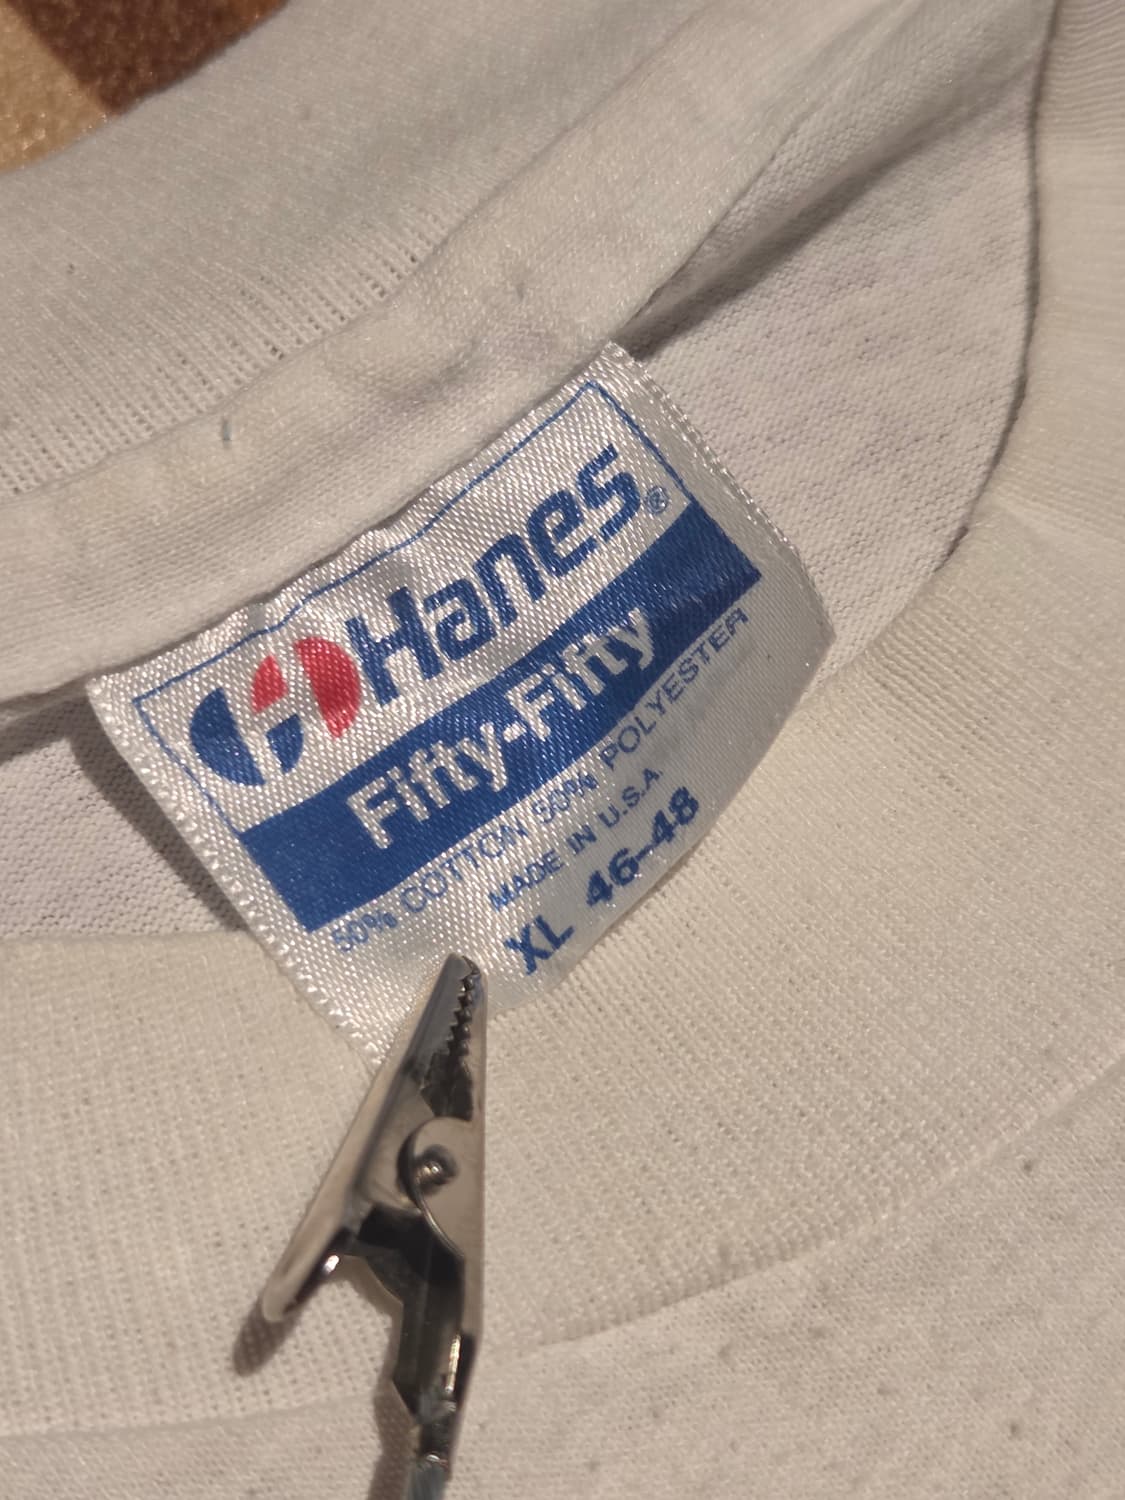 Hanes®
Fifty-Fifty
50% COTTON 50% POLYESTER
MADE IN U.S.A.
XL 46-48